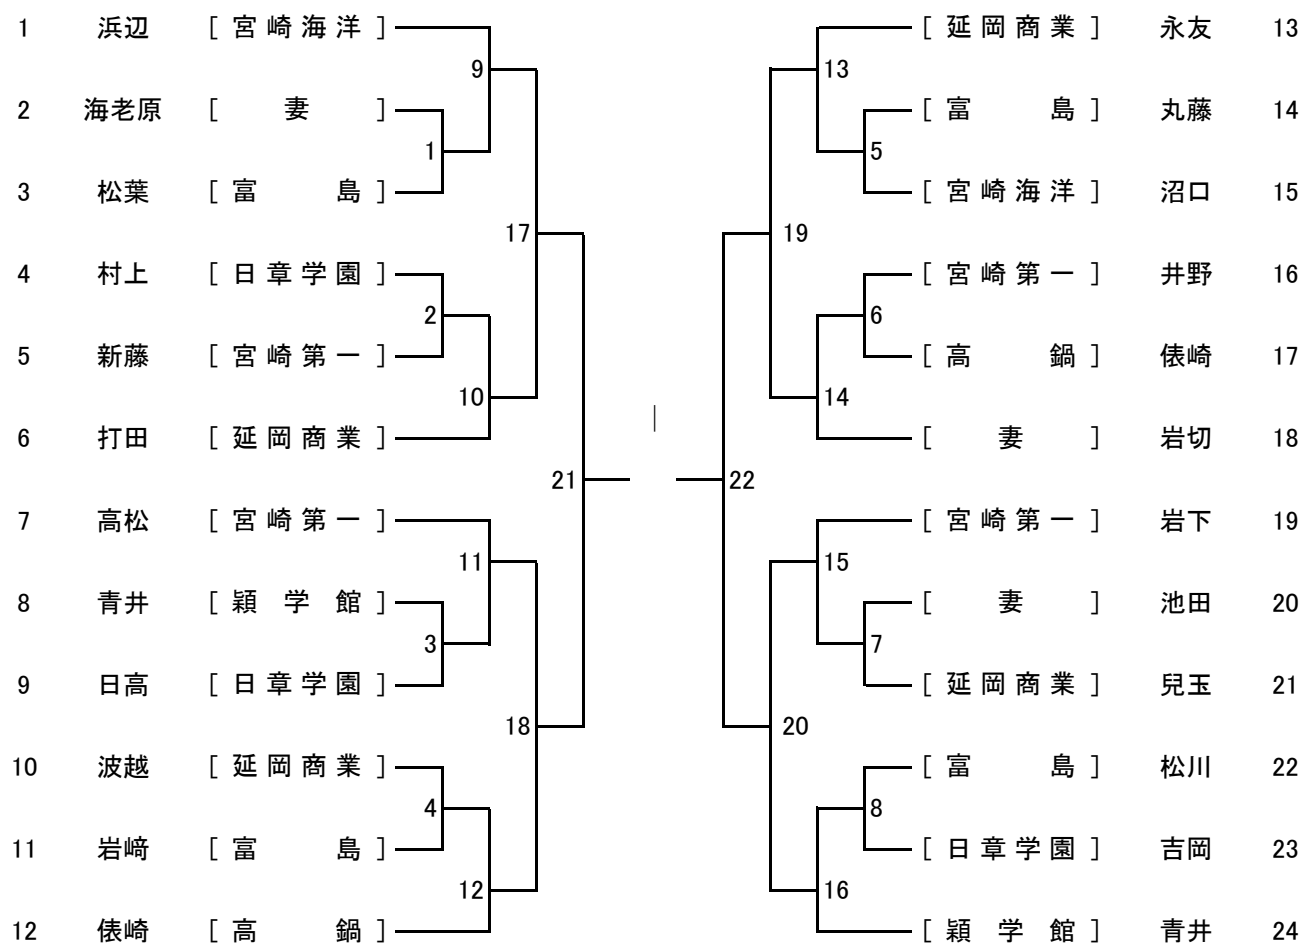 1 浜辺 [ 宮崎海洋 ] [ 延岡商業 ] 永友 13
9 13
2 海老原 [ 妻 ] [ 富島 ] 丸藤 14
1 5
3 松葉 [ 富島 ] [ 宮崎海洋 ] 沼口 15
17 19
4 村上 [ 日章学園 ] [ 宮崎第一 ] 井野 16
2 6
5 新藤 [ 宮崎第一 ] [ 高鍋 ] 俵崎 17
10 14
6 打田 [ 延岡商業 ] [ 妻 ] 岩切 18
21 22
7 高松 [ 宮崎第一 ] [ 宮崎第一 ] 岩下 19
11 15
8 青井 [ 穎学館 ] [ 妻 ] 池田 20
3 7
9 日高 [ 日章学園 ] [ 延岡商業 ] 兒玉 21
18 20
10 波越 [ 延岡商業 ] [ 富島 ] 松川 22
4 8
11 岩﨑 [ 富島 ] [ 日章学園 ] 吉岡 23
12 16
12 俵崎 [ 高鍋 ] [ 穎学館 ] 青井 24